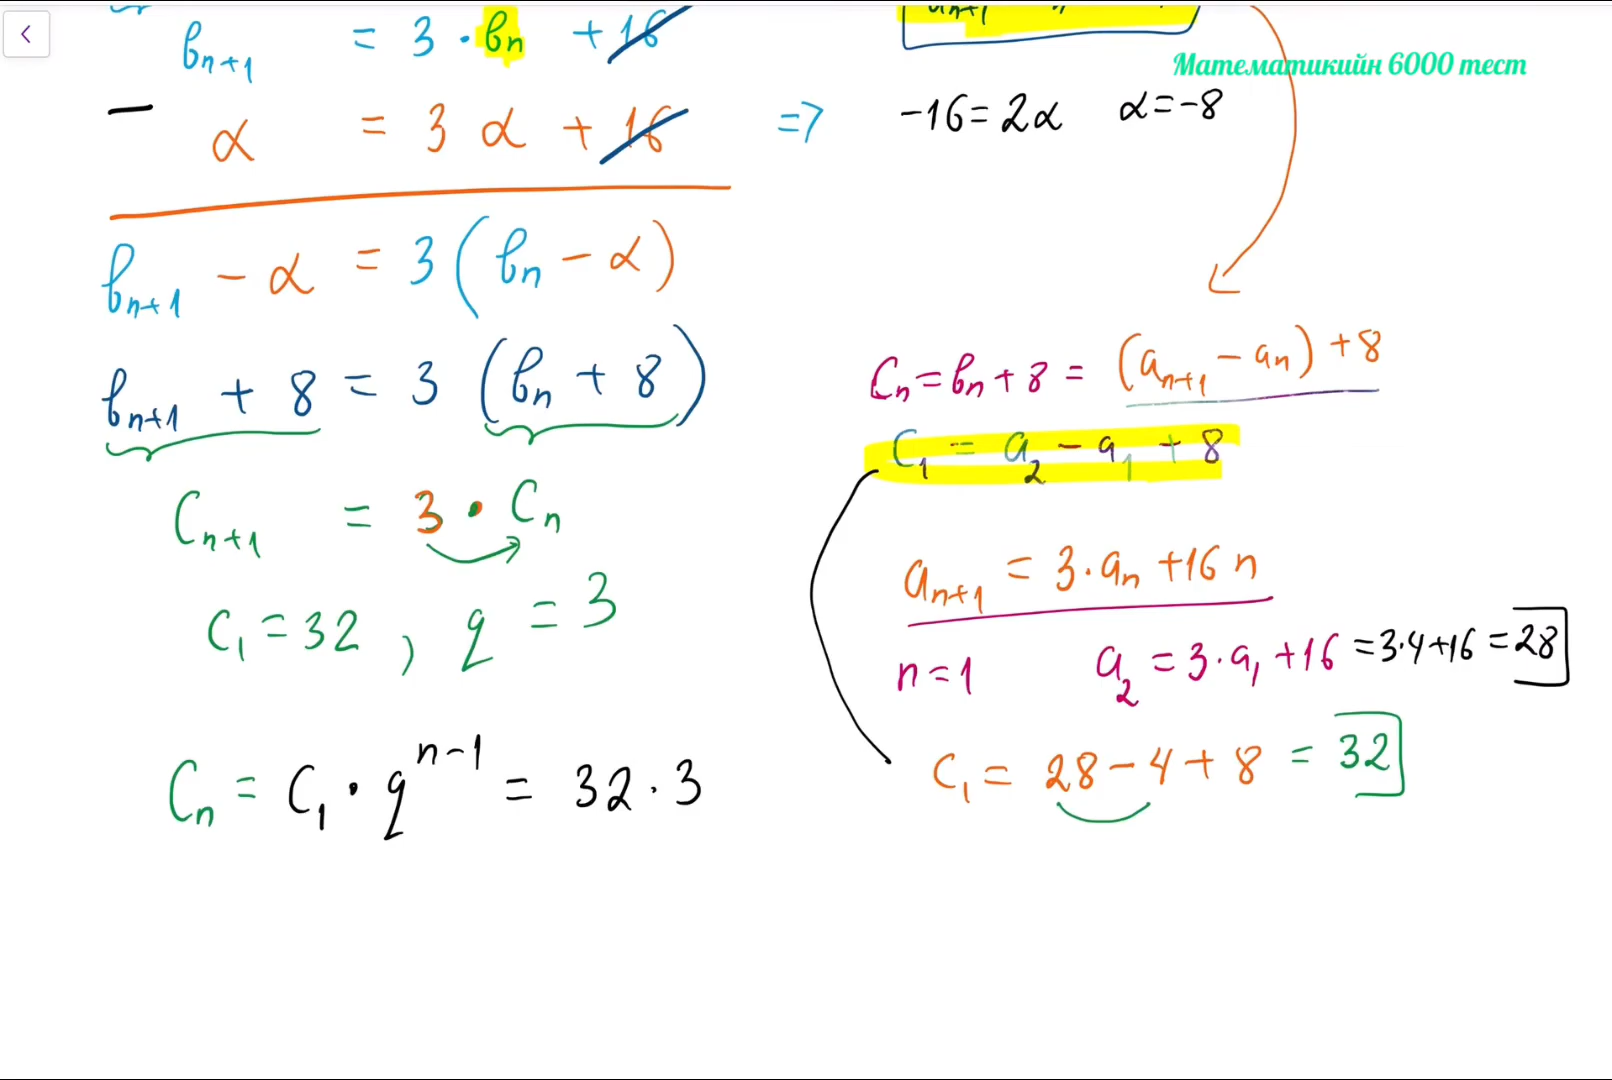 bₙ₊₁ = 3 · bₙ + 16
Математикийн 6000 тест
− α = 3α + 16 => -16 = 2α α = -8
bₙ₊₁ - α = 3(bₙ - α)
bₙ₊₁ + 8 = 3(bₙ + 8)
Cₙ₊₁ = 3 · Cₙ
C₁ = 32, q = 3
Cₙ = C₁ · qⁿ⁻¹ = 32 · 3
Cₙ = bₙ + 8 = (aₙ₊₁ - aₙ) + 8
C₁ = a₂ - a₁ + 8
aₙ₊₁ = 3 · aₙ + 16n
n = 1 a₂ = 3 · a₁ + 16 = 3·4+16 = 28
C₁ = 28 - 4 + 8 = 32